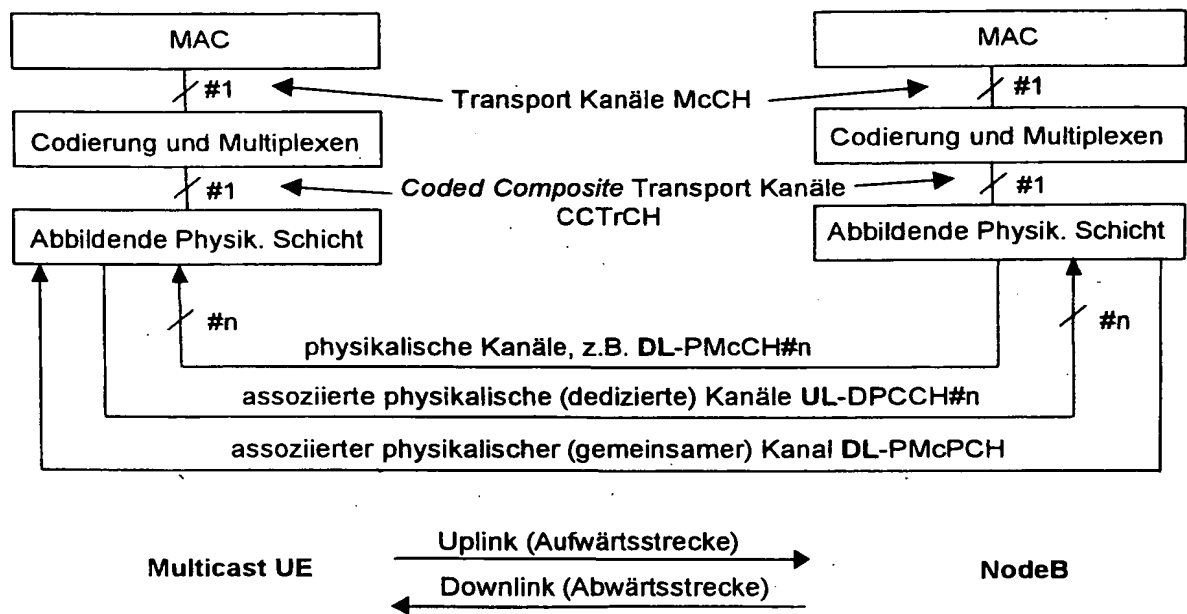 MAC
MAC
#1
#1
Transport Kanäle McCH
Codierung und Multiplexen
Codierung und Multiplexen
#1
#1
Coded Composite Transport Kanäle
CCTrCH
Abbildende Physik. Schicht
Abbildende Physik. Schicht
#n
#n
physikalische Kanäle, z.B. DL-PMcCH#n
assoziierte physikalische (dedizierte) Kanäle UL-DPCCH#n
assoziierter physikalischer (gemeinsamer) Kanal DL-PMcPCH
Uplink (Aufwärtsstrecke)
Multicast UE
NodeB
Downlink (Abwärtsstrecke)